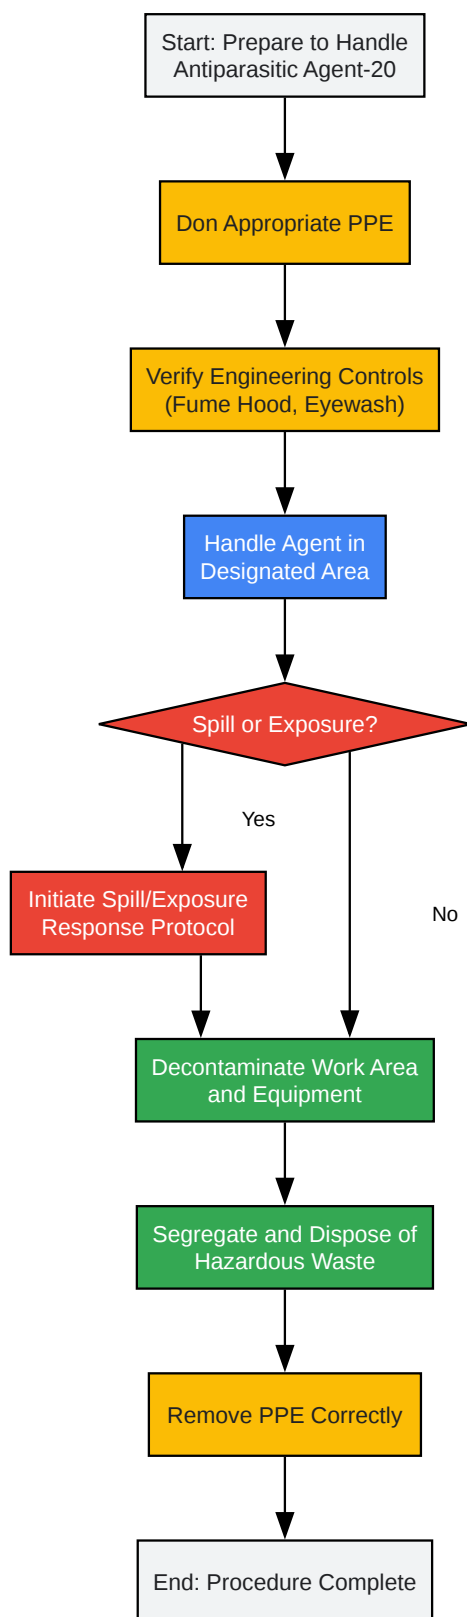 Start: Prepare to Handle
Antiparasitic Agent-20
Don Appropriate PPE
Verify Engineering Controls
(Fume Hood, Eyewash)
Handle Agent in
Designated Area
Spill or Exposure?
Yes
Initiate Spill/Exposure
Response Protocol
No
Decontaminate Work Area
and Equipment
Segregate and Dispose of
Hazardous Waste
Remove PPE Correctly
End: Procedure Complete